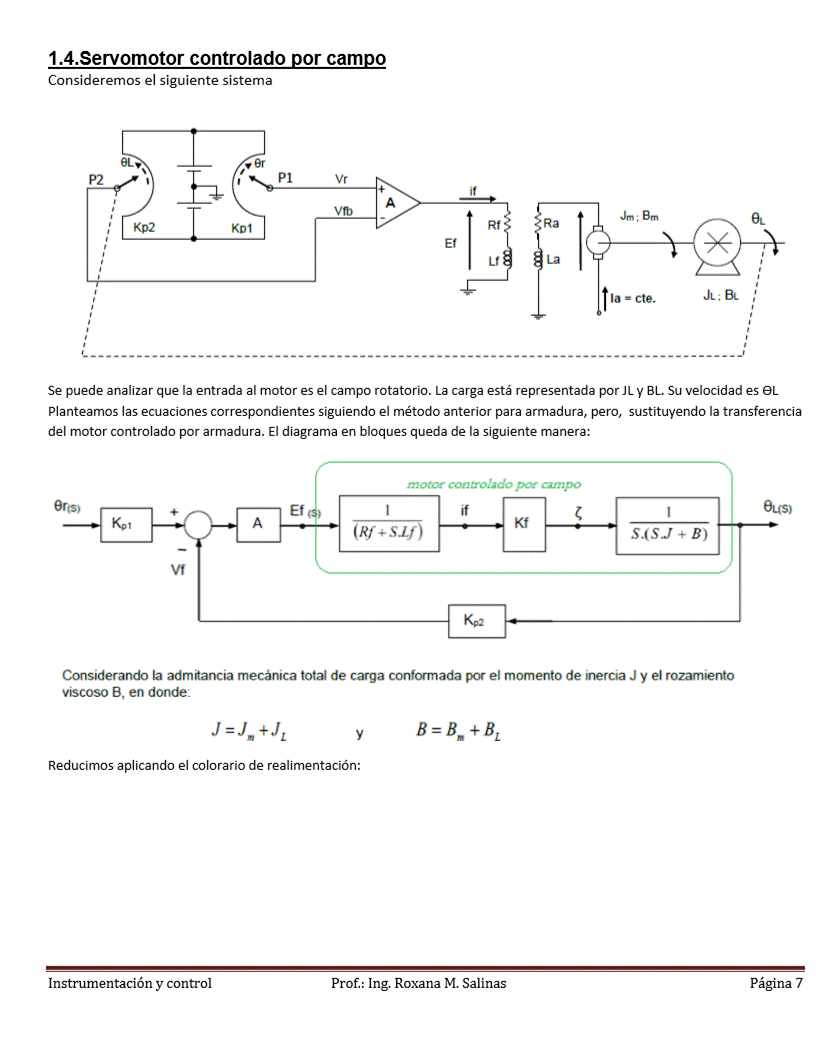 1.4.Servomotor controlado por campo
Consideremos el siguiente sistema
θL
θr
P2
P1
Vr
Kp2
Kp1
Vfb
+
A
-
if
Ef
Rf
Lf
Ra
La
Ia = cte.
Jm ; Bm
θL
JL ; BL
Se puede analizar que la entrada al motor es el campo rotatorio. La carga está representada por JL y BL. Su velocidad es ϴL
Planteamos las ecuaciones correspondientes siguiendo el método anterior para armadura, pero, sustituyendo la transferencia
del motor controlado por armadura. El diagrama en bloques queda de la siguiente manera:
motor controlado por campo
θr(S)
Kp1
+
−
Vf
A
Ef (S)
1
(Rf + S.Lf)
if
Kf
ζ
1
S.(S.J + B)
θL(S)
Kp2
Considerando la admitancia mecánica total de carga conformada por el momento de inercia J y el rozamiento
viscoso B, en donde:
J = Jm + JL y B = Bm + BL
Reducimos aplicando el colorario de realimentación:
Instrumentación y control Prof.: Ing. Roxana M. Salinas Página 7